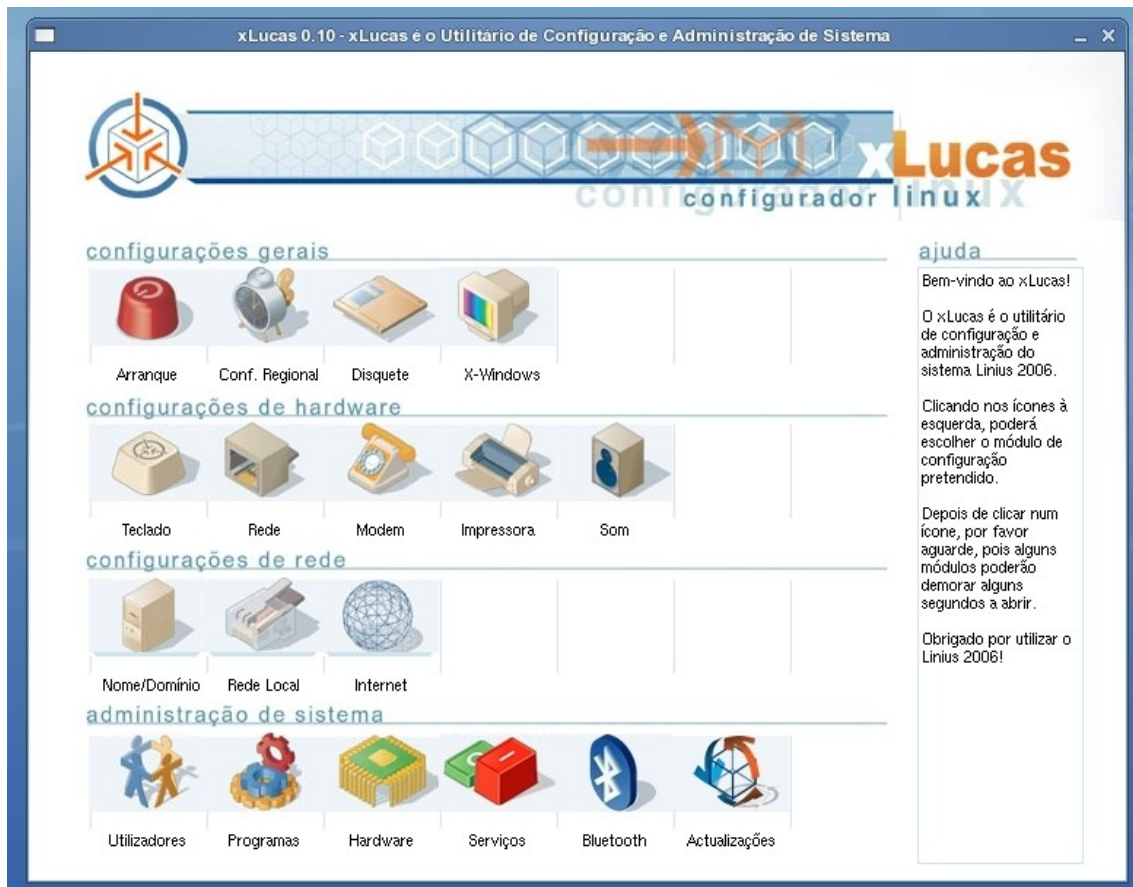 xLucas 0.10 - xLucas é o Utilitário de Configuração e Administração de Sistema
xLucas
configurador linux
configurações gerais
Arranque
Conf. Regional
Disquete
X-Windows
configurações de hardware
Teclado
Rede
Modem
Impressora
Som
configurações de rede
Nome/Domínio
Rede Local
Internet
administração de sistema
Utilizadores
Programas
Hardware
Serviços
Bluetooth
Actualizações
ajuda
Bem-vindo ao xLucas!
O xLucas é o utilitário
de configuração e
administração do
sistema Linius 2006.
Clicando nos ícones à
esquerda, poderá
escolher o módulo de
configuração
pretendido.
Depois de clicar num
ícone, por favor
aguarde, pois alguns
módulos poderão
demorar alguns
segundos a abrir.
Obrigado por utilizar o
Linius 2006!